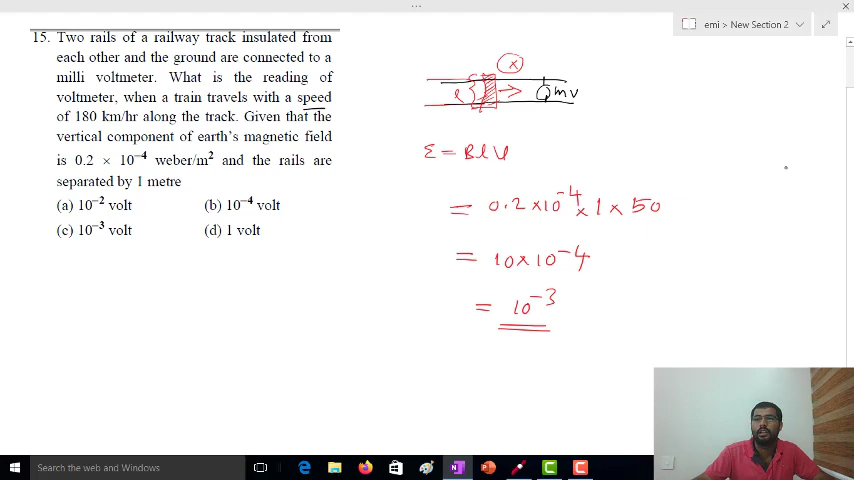 emi > New Section 2
15. Two rails of a railway track insulated from
each other and the ground are connected to a
milli voltmeter. What is the reading of
voltmeter, when a train travels with a speed
of 180 km/hr along the track. Given that the
vertical component of earth's magnetic field
is 0.2 × 10⁻⁴ weber/m² and the rails are
separated by 1 metre
(a) 10⁻² volt (b) 10⁻⁴ volt
(c) 10⁻³ volt (d) 1 volt
x
l
mv
ε = Blv
= 0.2 × 10⁻⁴ × 1 × 50
= 10 × 10⁻⁴
= 10⁻³
Search the web and Windows